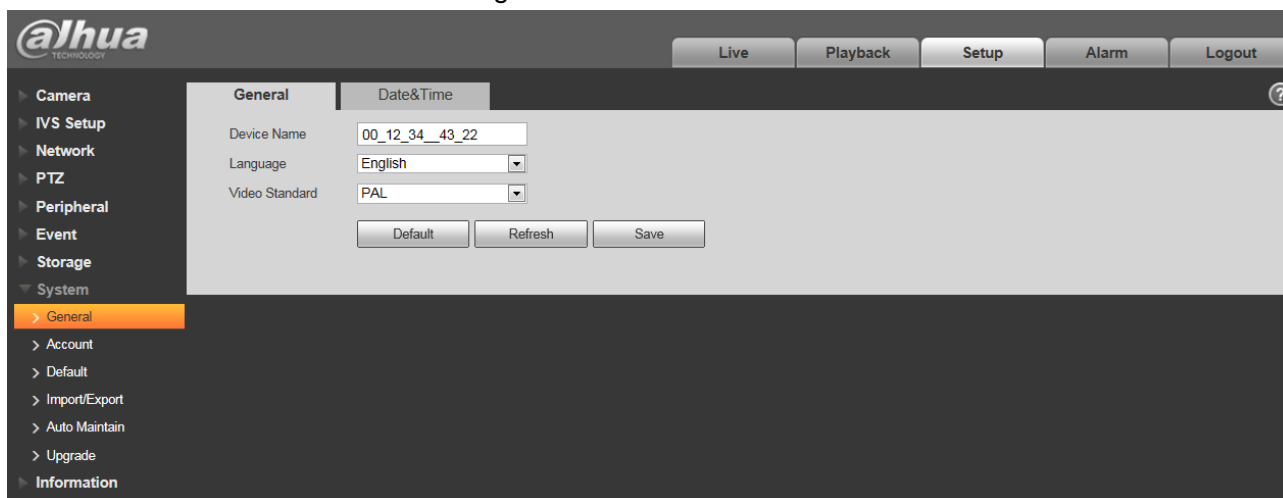 alhua
TECHNOLOGY
Live Playback Setup Alarm Logout
Camera
IVS Setup
Network
PTZ
Peripheral
Event
Storage
System
General
Account
Default
Import/Export
Auto Maintain
Upgrade
Information
General Date&Time
Device Name 00_12_34__43_22
Language English
Video Standard PAL
Default Refresh Save